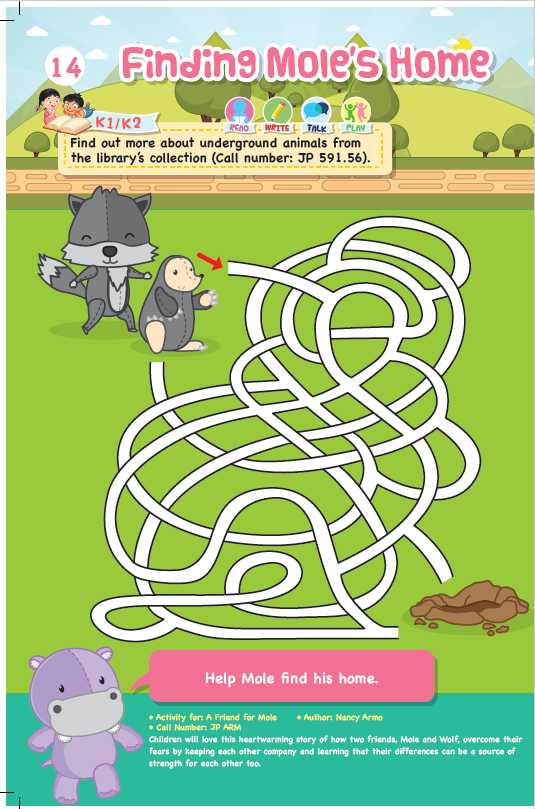 14
Finding Mole's Home
K1/K2
READ WRITE TALK PLAY
Find out more about underground animals from
the library's collection (Call number: JP 591.56).
Help Mole find his home.
• Activity for: A Friend for Mole • Author: Nancy Armo
• Call Number: JP ARM
Children will love this heartwarming story of how two friends, Mole and Wolf, overcome their
fears by keeping each other company and learning that their differences can be a source of
strength for each other too.